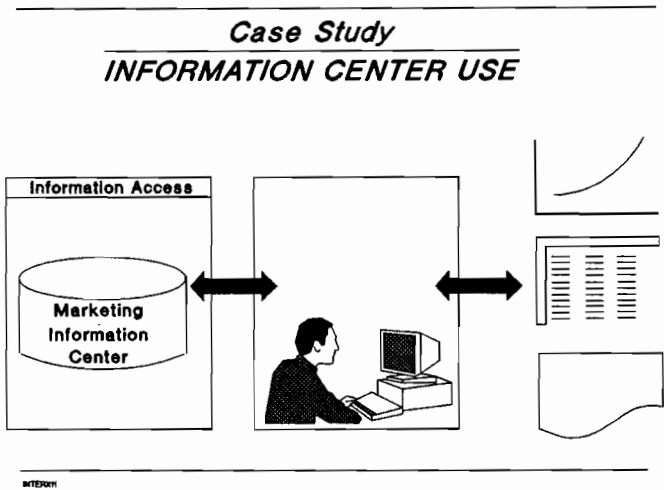 Case Study
INFORMATION CENTER USE
Information Access
Marketing
Information
Center